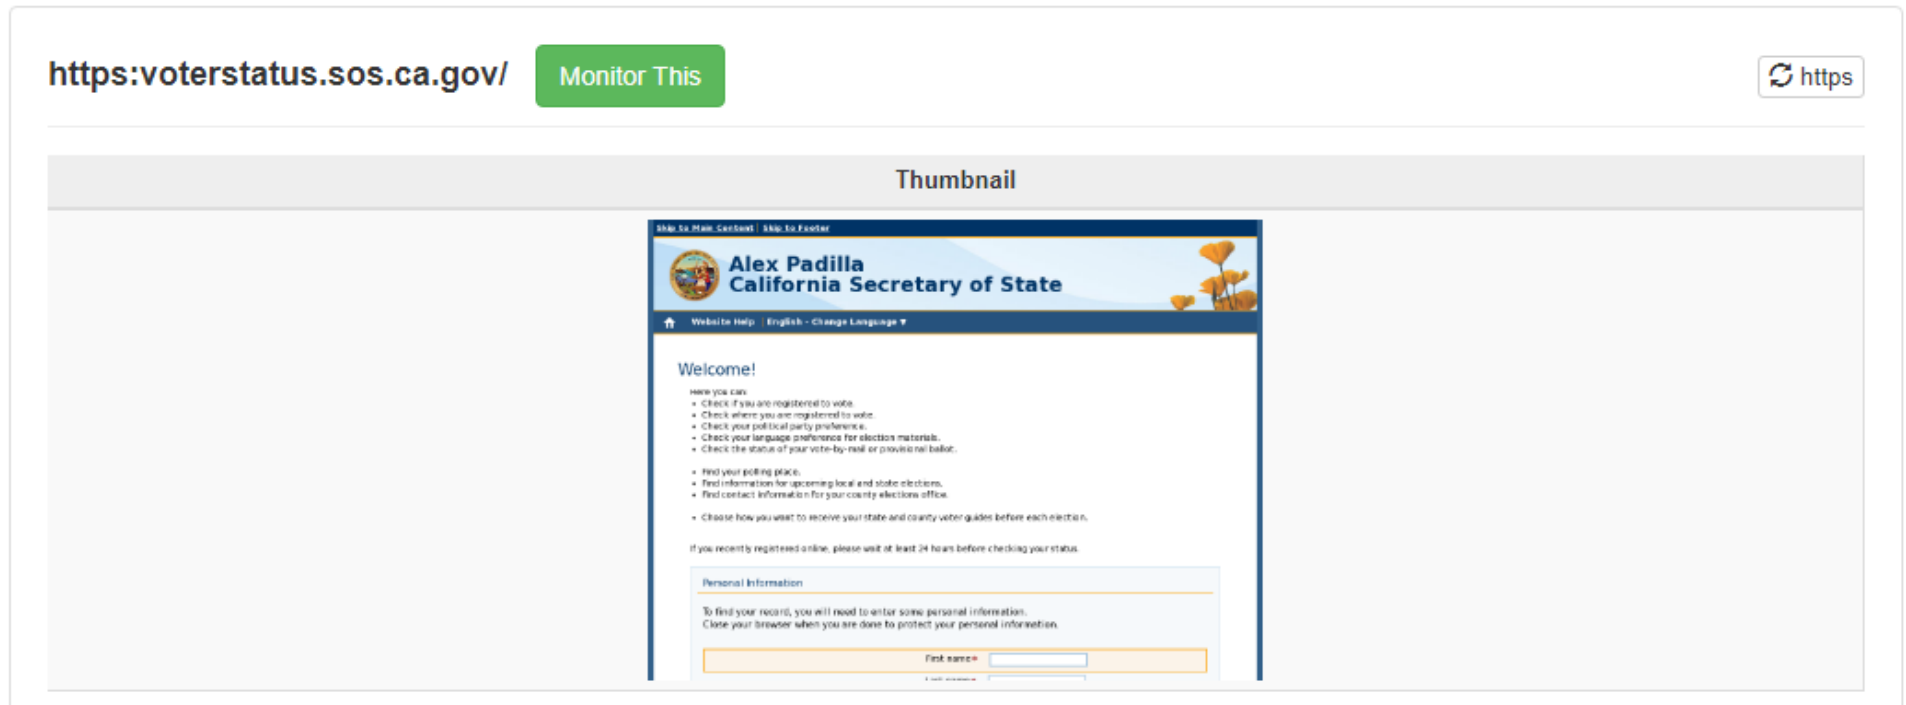 https:voterstatus.sos.ca.gov/ Monitor This https
Thumbnail
Skip to Main Content | Skip to Footer
Alex Padilla
California Secretary of State
Website Help | English - Change Language ▼
Welcome!
Here you can:
• Check if you are registered to vote.
• Check where you are registered to vote.
• Check your political party preference.
• Check your language preference for election materials.
• Check the status of your vote-by-mail or provisional ballot.
• Find your polling place.
• Find information for upcoming local and state elections.
• Find contact information for your county elections office.
• Choose how you want to receive your state and county voter guides before each election.
If you recently registered online, please wait at least 24 hours before checking your status.
Personal Information
To find your record, you will need to enter some personal information.
Close your browser when you are done to protect your personal information.
First name*